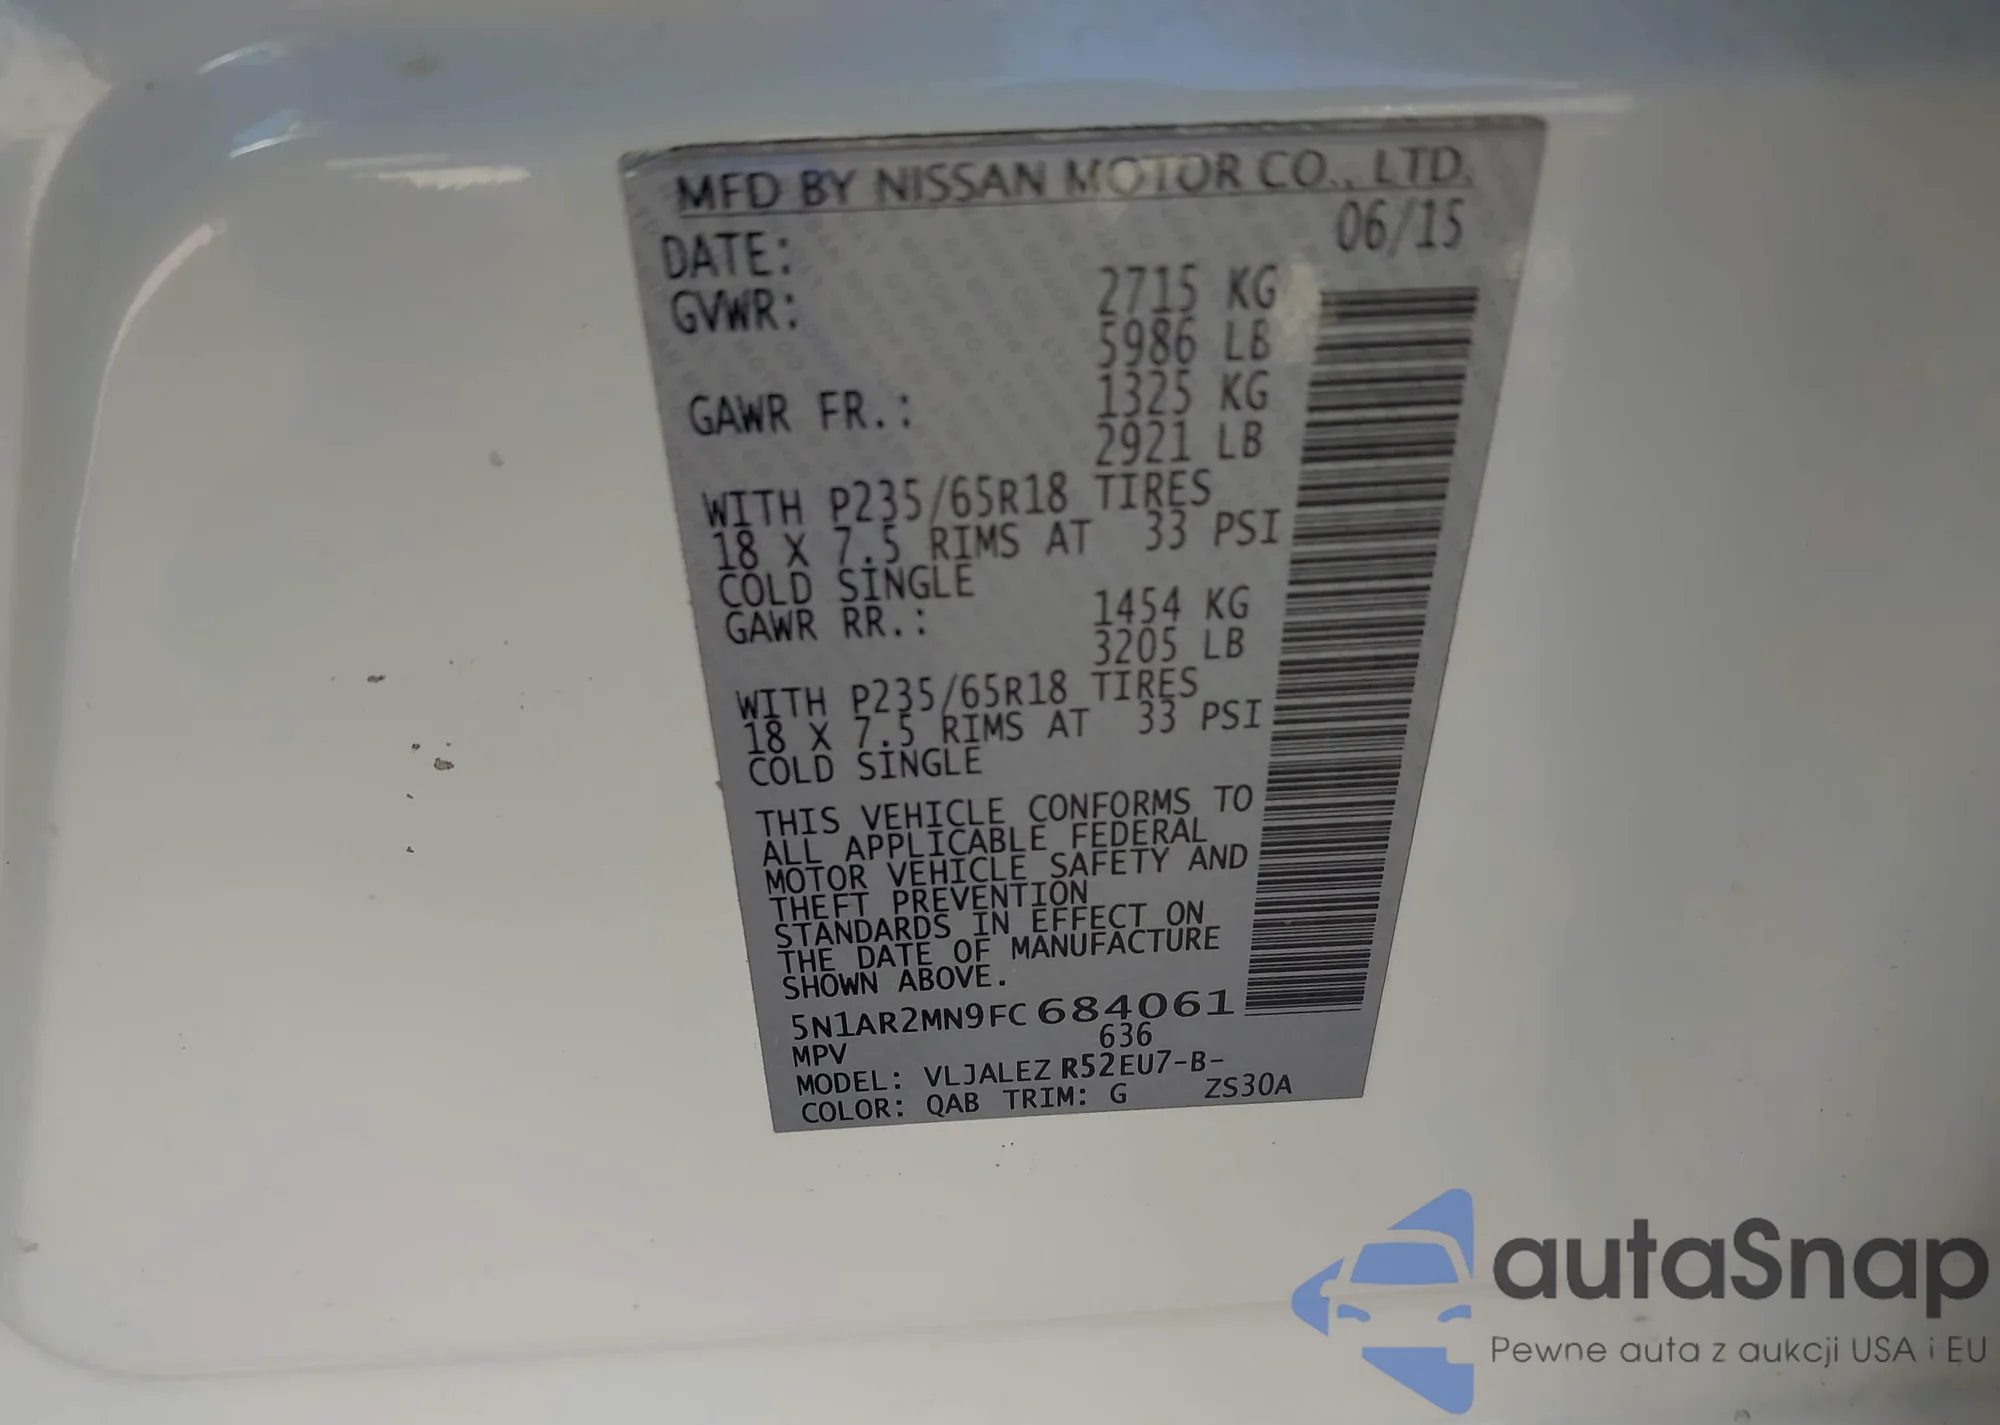 MFD BY NISSAN MOTOR CO., LTD.
DATE: 06/15
GVWR: 2715 KG
5986 LB
GAWR FR.: 1325 KG
2921 LB
WITH P235/65R18 TIRES
18 X 7.5 RIMS AT 33 PSI
COLD SINGLE
GAWR RR.: 1454 KG
3205 LB
WITH P235/65R18 TIRES
18 X 7.5 RIMS AT 33 PSI
COLD SINGLE
THIS VEHICLE CONFORMS TO
ALL APPLICABLE FEDERAL
MOTOR VEHICLE SAFETY AND
THEFT PREVENTION
STANDARDS IN EFFECT ON
THE DATE OF MANUFACTURE
SHOWN ABOVE.
5N1AR2MN9FC684061
MPV 636
MODEL: VLJALEZ R52EU7-B-
COLOR: QAB TRIM: G ZS30A
autaSnap
Pewne auta z aukcji USA i EU